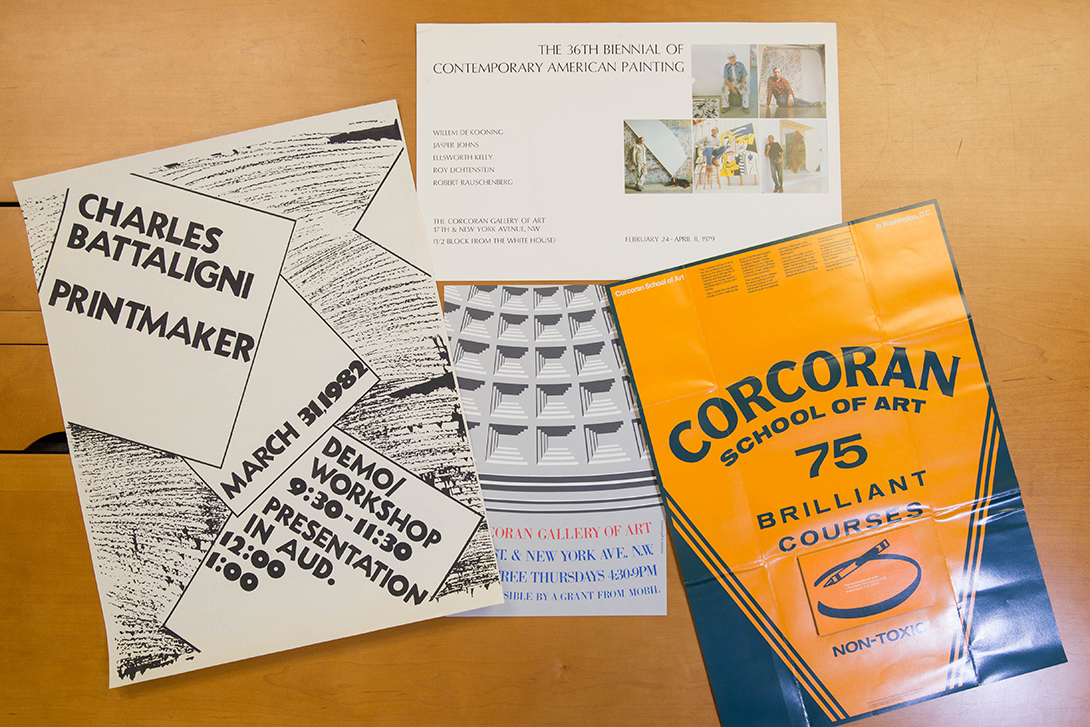 THE 36TH BIENNIAL OF
CONTEMPORARY AMERICAN PAINTING
WILLEM DE KOONING
JASPER JOHNS
ELLSWORTH KELLY
ROY LICHTENSTEIN
ROBERT RAUSCHENBERG
THE CORCORAN GALLERY OF ART
17TH & NEW YORK AVENUE, NW
(1/2 BLOCK FROM THE WHITE HOUSE)
FEBRUARY 24 - APRIL 8, 1979
CHARLES
BATTALIGNI
PRINTMAKER
MARCH 31, 1982
DEMO/
WORKSHOP
9:30-11:30
PRESENTATION
IN AUD.
12:00
1:00
ORAN GALLERY OF ART
T. & NEW YORK AVE. N.W.
REE THURSDAYS 4:30-9PM
SIBLE BY A GRANT FROM MOBIL
Corcoran School of Art
in Washington, D.C.
CORCORAN
SCHOOL OF ART
75
BRILLIANT
COURSES
NON-TOXIC